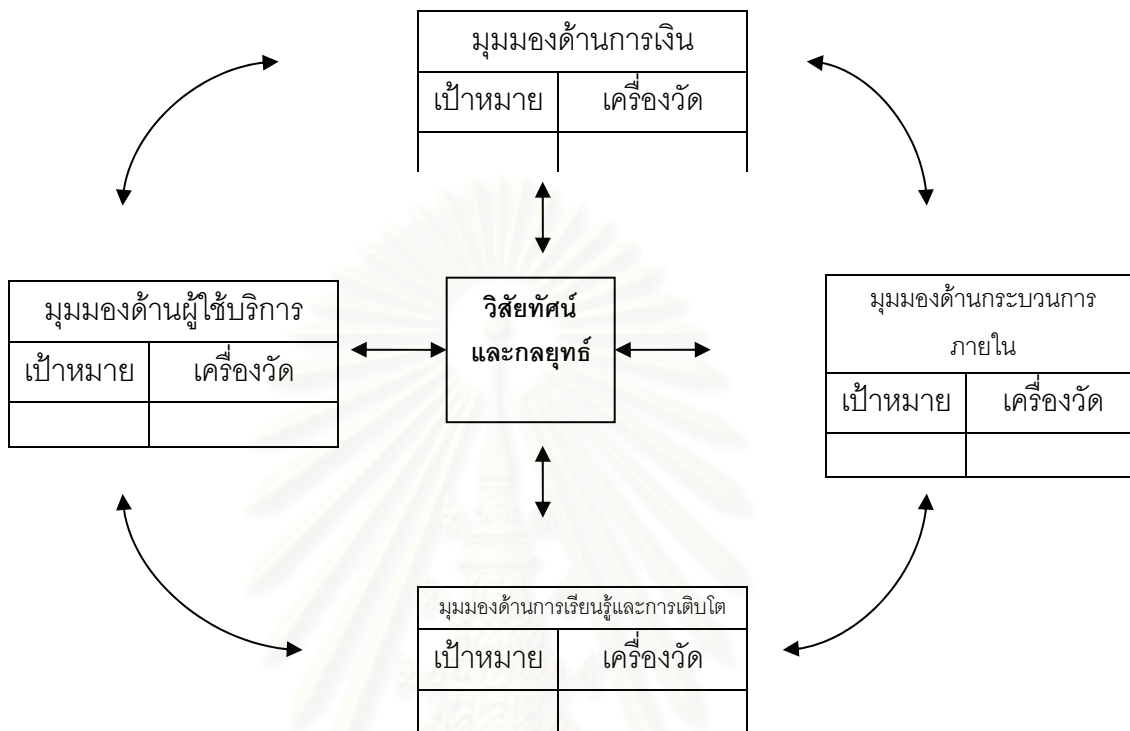 มุมมองด้านการเงิน
เป้าหมาย เครื่องวัด
มุมมองด้านผู้ใช้บริการ
เป้าหมาย เครื่องวัด
วิสัยทัศน์
และกลยุทธ์
มุมมองด้านกระบวนการ
ภายใน
เป้าหมาย เครื่องวัด
มุมมองด้านการเรียนรู้และการเติบโต
เป้าหมาย เครื่องวัด